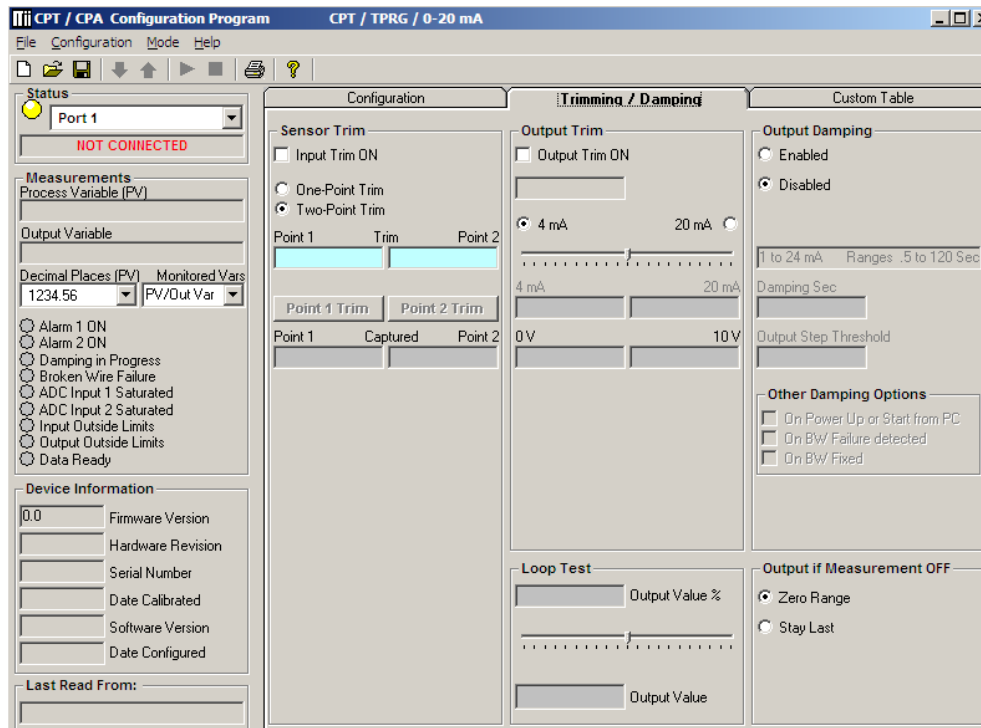 CPT / CPA Configuration Program CPT / TPRG / 0-20 mA
File Configuration Mode Help
Status
Port 1
NOT CONNECTED
Measurements
Process Variable (PV)
Output Variable
Decimal Places (PV) Monitored Vars
1234.56 PV/Out Var
Alarm 1 ON
Alarm 2 ON
Damping in Progress
Broken Wire Failure
ADC Input 1 Saturated
ADC Input 2 Saturated
Input Outside Limits
Output Outside Limits
Data Ready
Device Information
0.0 Firmware Version
Hardware Revision
Serial Number
Date Calibrated
Software Version
Date Configured
Last Read From:
Configuration Trimming / Damping Custom Table
Sensor Trim
Input Trim ON
One-Point Trim
Two-Point Trim
Point 1 Trim Point 2
Point 1 Trim Point 2 Trim
Point 1 Captured Point 2
Output Trim
Output Trim ON
4 mA 20 mA
4 mA 20 mA
0 V 10 V
Loop Test
Output Value %
Output Value
Output Damping
Enabled
Disabled
1 to 24 mA Ranges .5 to 120 Sec
Damping Sec
Output Step Threshold
Other Damping Options
On Power Up or Start from PC
On BW Failure detected
On BW Fixed
Output if Measurement OFF
Zero Range
Stay Last